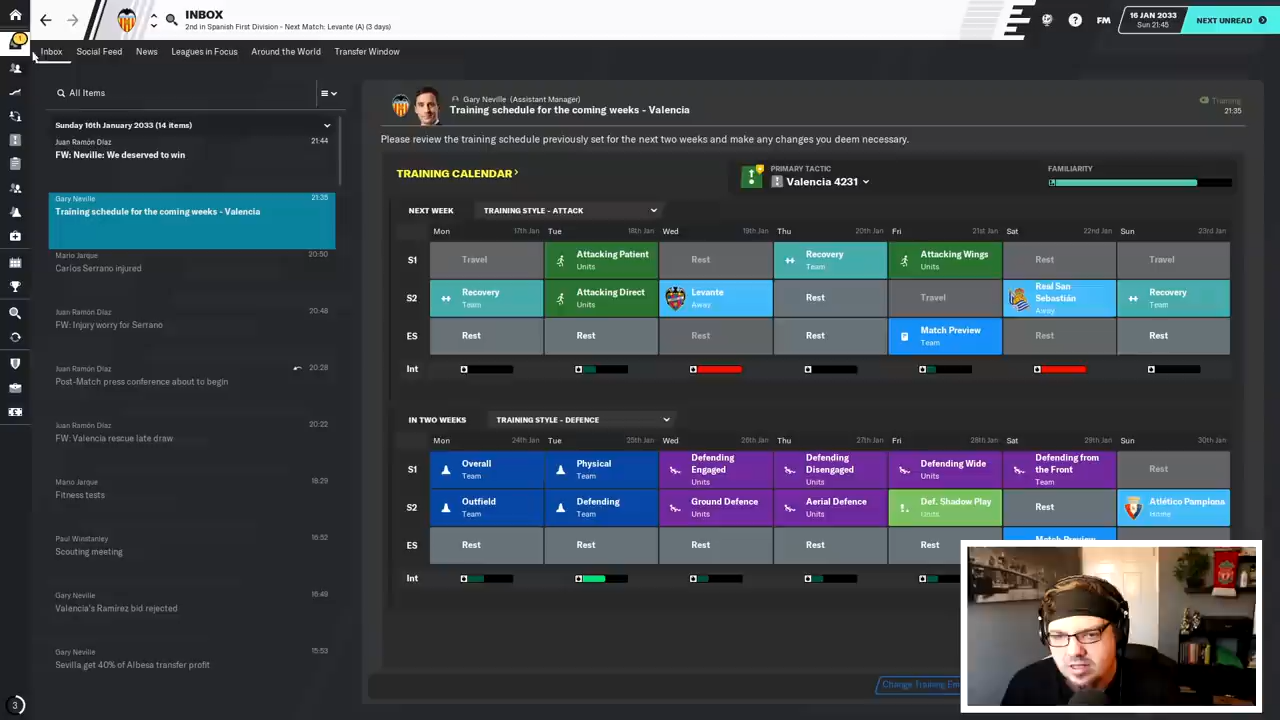 INBOX
2nd in Spanish First Division - Next Match: Levante (A) (3 days)
FM
16 JAN 2033
Sun 21:45
NEXT UNREAD
1
Inbox Social Feed News Leagues in Focus Around the World Transfer Window
All Items
Sunday 16th January 2033 (14 items)
Juan Ramón Díaz 21:44
FW: Neville: We deserved to win
Gary Neville 21:35
Training schedule for the coming weeks - Valencia
Mario Jarque 20:50
Carlos Serrano injured
Juan Ramón Díaz 20:48
FW: Injury worry for Serrano
Juan Ramón Díaz 20:28
Post-Match press conference about to begin
Juan Ramón Díaz 20:22
FW: Valencia rescue late draw
Mario Jarque 18:29
Fitness tests
Paul Winstanley 16:52
Scouting meeting
Gary Neville 16:49
Valencia's Ramírez bid rejected
Gary Neville 15:53
Sevilla get 40% of Albesa transfer profit
3
Gary Neville (Assistant Manager)
Training schedule for the coming weeks - Valencia
Training
21:35
Please review the training schedule previously set for the next two weeks and make any changes you deem necessary.
TRAINING CALENDAR
PRIMARY TACTIC
Valencia 4231
FAMILIARITY
NEXT WEEK TRAINING STYLE - ATTACK
Mon 17th Jan Tue 18th Jan Wed 19th Jan Thu 20th Jan Fri 21st Jan Sat 22nd Jan Sun 23rd Jan
S1 Travel Attacking Patient Rest Recovery Attacking Wings Rest Travel
Units Team Units
S2 Recovery Attacking Direct Levante Rest Travel Real San Sebastián Recovery
Team Units Away Away Team
ES Rest Rest Rest Rest Match Preview Rest Rest
Team
Int
IN TWO WEEKS TRAINING STYLE - DEFENCE
Mon 24th Jan Tue 25th Jan Wed 26th Jan Thu 27th Jan Fri 28th Jan Sat 29th Jan Sun 30th Jan
S1 Overall Physical Defending Engaged Defending Disengaged Defending Wide Defending from the Front Rest
Team Team Units Units Units Team
S2 Outfield Defending Ground Defence Aerial Defence Def. Shadow Play Rest Atlético Pamplona
Team Team Units Units Units Home
ES Rest Rest Rest Rest Rest Match Preview
Int
Change Training